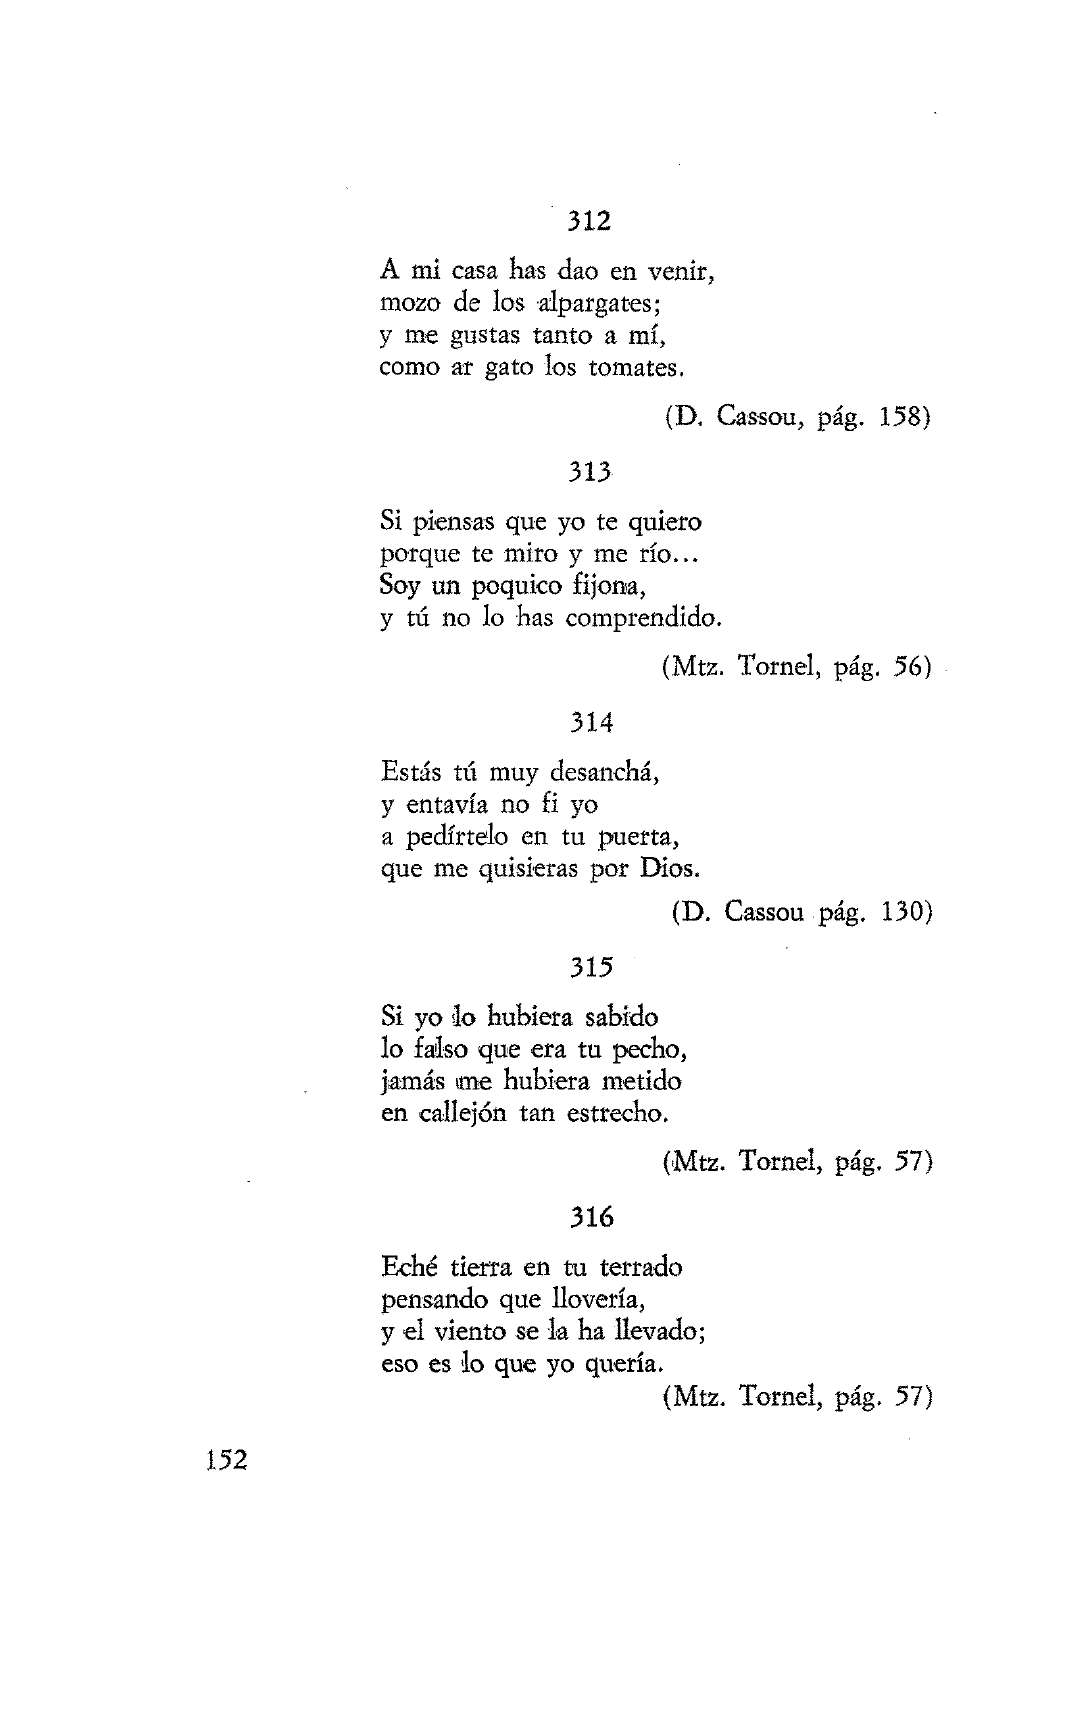 312
A mi casa has dao en venir,
mozo de los alpargates;
y me gustas tanto a mí,
como ar gato los tomates.
(D. Cassou, pág. 158)
313
Si piensas que yo te quiero
porque te miro y me río...
Soy un poquico fijona,
y tú no lo has comprendido.
(Mtz. Tornel, pág. 56)
314
Estás tú muy desanchá,
y entavía no fi yo
a pedírtelo en tu puerta,
que me quisieras por Dios.
(D. Cassou pág. 130)
315
Si yo lo hubiera sabido
lo falso que era tu pecho,
jamás me hubiera metido
en callejón tan estrecho.
(Mtz. Tornel, pág. 57)
316
Eché tierra en tu terrado
pensando que llovería,
y el viento se la ha llevado;
eso es lo que yo quería.
(Mtz. Tornel, pág. 57)
152